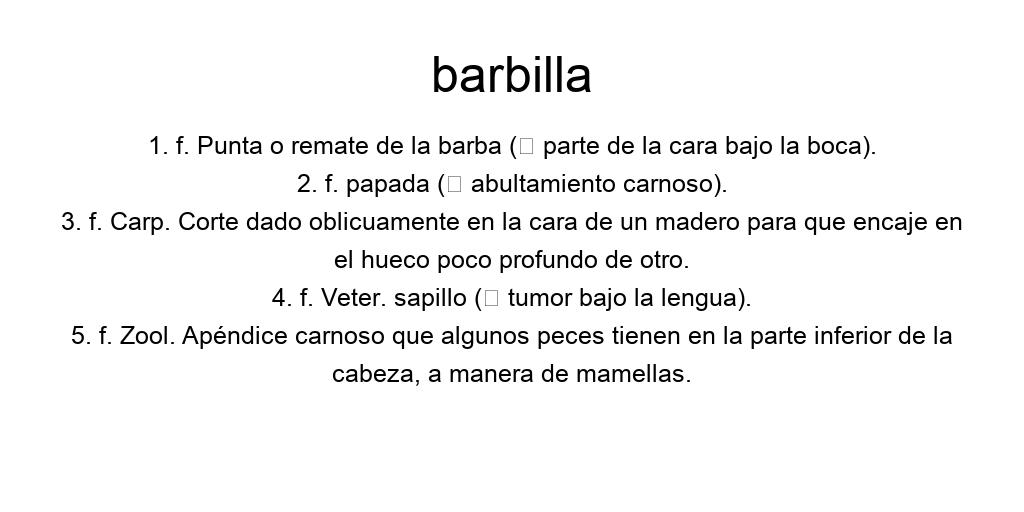 barbilla
1. f. Punta o remate de la barba (□ parte de la cara bajo la boca).
2. f. papada (□ abultamiento carnoso).
3. f. Carp. Corte dado oblicuamente en la cara de un madero para que encaje en
el hueco poco profundo de otro.
4. f. Veter. sapillo (□ tumor bajo la lengua).
5. f. Zool. Apéndice carnoso que algunos peces tienen en la parte inferior de la
cabeza, a manera de mamellas.